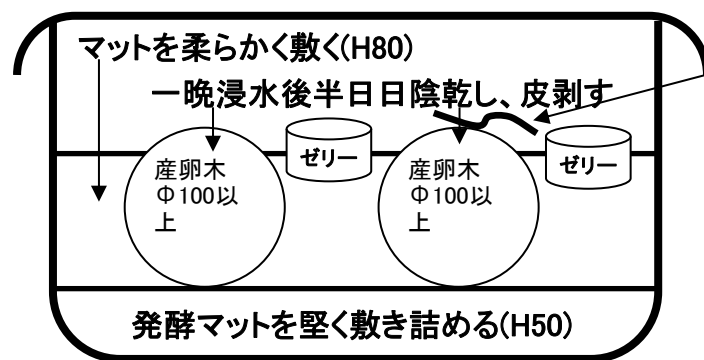 マットを柔らかく敷く(H80)
一晩浸水後半日日陰乾し、皮剥す
ゼリー
ゼリー
産卵木
Φ100以
上
産卵木
Φ100以
上
発酵マットを堅く敷き詰める(H50)